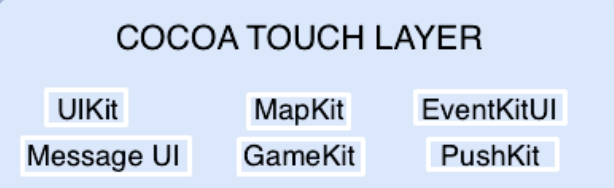 COCOA TOUCH LAYER
UIKit MapKit EventKitUI
Message UI GameKit PushKit